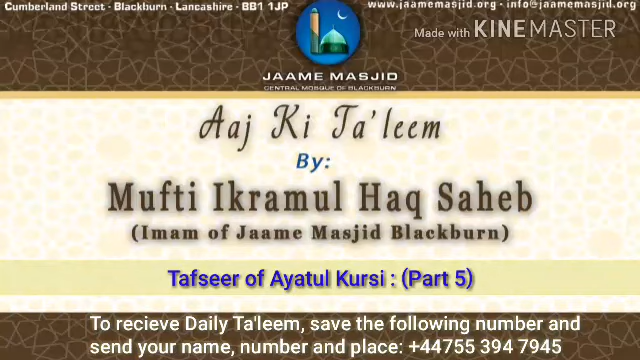 Cumberland Street - Blackburn - Lancashire - BB1 1JP
www.jaamemasjid.org - info@jaamemasjid.org
Made with KINEMASTER
JAAME MASJID
CENTRAL MOSQUE OF BLACKBURN
Aaj Ki Ta'leem
By:
Mufti Ikramul Haq Saheb
(Imam of Jaame Masjid Blackburn)
Tafseer of Ayatul Kursi : (Part 5)
To recieve Daily Ta'leem, save the following number and
send your name, number and place: +44755 394 7945